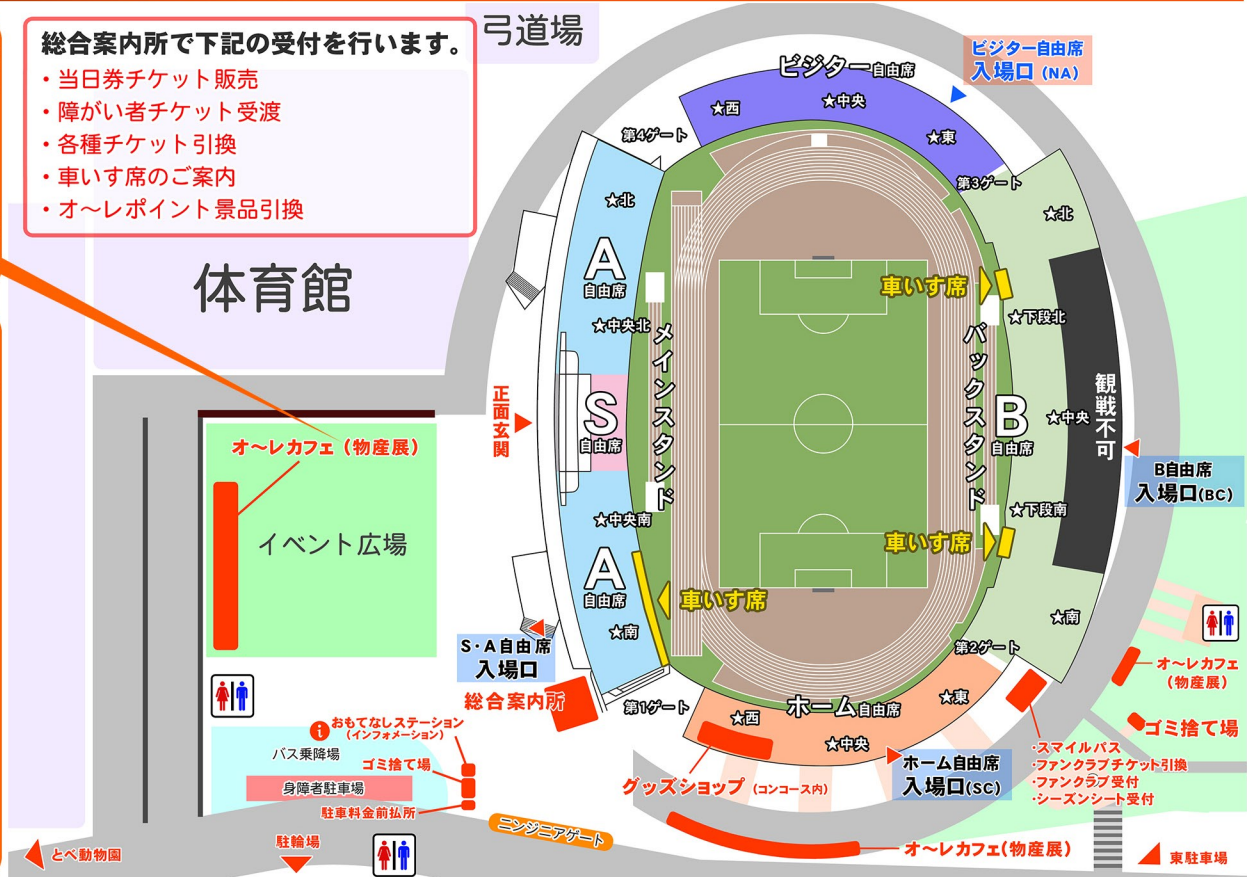 総合案内所で下記の受付を行います。
・当日券チケット販売
・障がい者チケット受渡
・各種チケット引換
・車いす席のご案内
・オ～レポイント景品引換
弓道場
ビジター自由席
入場口(NA)
ビジター自由席
★西
★中央
★東
第4ゲート
第3ゲート
★北
A
自由席
★北
体育館
車いす席
★中央北
★下段北
メインスタンド
バックスタンド
正面玄関
S
自由席
B
自由席
★中央
観戦不可
オ～レカフェ（物産展）
B自由席
入場口(BC)
イベント広場
★中央南
★下段南
車いす席
A
自由席
車いす席
★南
★南
S・A自由席
入場口
第2ゲート
総合案内所
第1ゲート
★西
ホーム自由席
★東
★中央
オ～レカフェ
（物産展）
おもてなしステーション
(インフォメーション)
i
バス乗降場
ゴミ捨て場
身障者駐車場
駐車料金前払所
グッズショップ（コンコース内）
ホーム自由席
入場口(SC)
ゴミ捨て場
・スマイルパス
・ファンクラブチケット引換
・ファンクラブ受付
・シーズンシート受付
ニンジニアゲート
オ～レカフェ(物産展)
とべ動物園
駐輪場
東駐車場